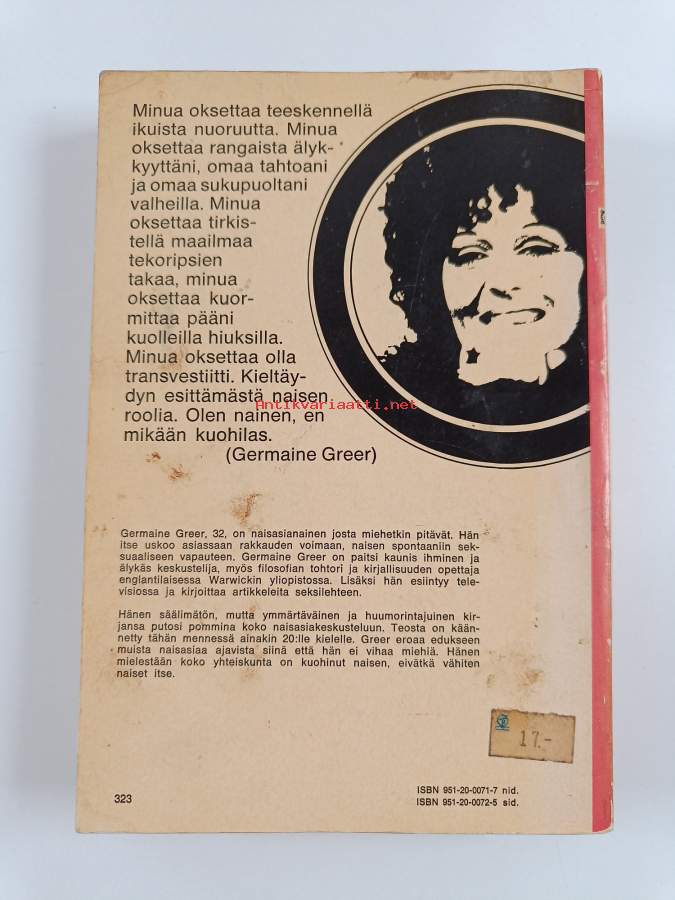 Minua oksettaa teeskennellä
ikuista nuoruutta. Minua
oksettaa rangaista älyk-
kyyttäni, omaa tahtoani
ja omaa sukupuoltani
valheilla. Minua
oksettaa tirkis-
tellä maailmaa
tekoripsien
takaa, minua
oksettaa kuor-
mittaa pääni
kuolleilla hiuksilla.
Minua oksettaa olla
transvestiitti. Kieltäy-
dyn esittämästä naisen
roolia. Olen nainen, en
mikään kuohilas.
(Germaine Greer)
Antikvariaatti.net
Germaine Greer, 32, on naisasianainen josta miehetkin pitävät. Hän
itse uskoo asiassaan rakkauden voimaan, naisen spontaaniin sek-
suaaliseen vapauteen. Germaine Greer on paitsi kaunis ihminen ja
älykäs keskustelija, myös filosofian tohtori ja kirjallisuuden opettaja
englantilaisessa Warwickin yliopistossa. Lisäksi hän esiintyy tele-
visiossa ja kirjoittaa artikkeleita seksilehteen.
Hänen säälimätön, mutta ymmärtäväinen ja huumorintajuinen kir-
jansa putosi pommina koko naisasiakeskusteluun. Teosta on kään-
netty tähän mennessä ainakin 20:lle kielelle. Greer eroaa edukseen
muista naisasiaa ajavista siinä että hän ei vihaa miehiä. Hänen
mielestään koko yhteiskunta on kuohinut naisen, eivätkä vähiten
naiset itse.
17.-
323
ISBN 951-20-0071-7 nid.
ISBN 951-20-0072-5 sid.